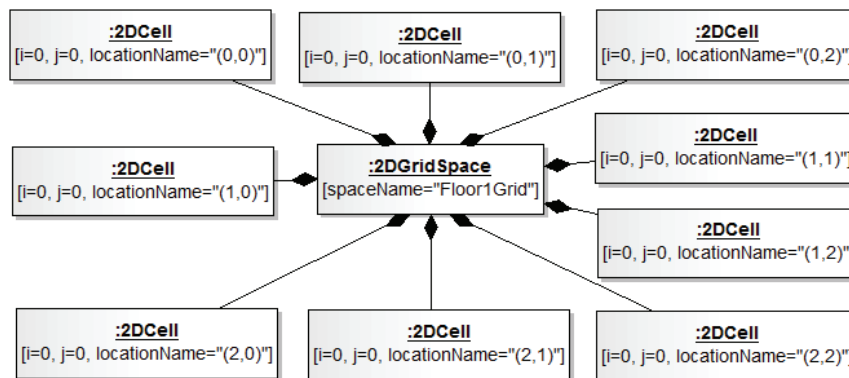 :2DCell
[i=0, j=0, locationName="(0,0)"]
:2DCell
[i=0, j=0, locationName="(0,1)"]
:2DCell
[i=0, j=0, locationName="(0,2)"]
:2DCell
[i=0, j=0, locationName="(1,0)"]
:2DGridSpace
[spaceName="Floor1Grid"]
:2DCell
[i=0, j=0, locationName="(1,1)"]
:2DCell
[i=0, j=0, locationName="(1,2)"
:2DCell
[i=0, j=0, locationName="(2,0)"]
:2DCell
[i=0, j=0, locationName="(2,1)"]
:2DCell
[i=0, j=0, locationName="(2,2)"]